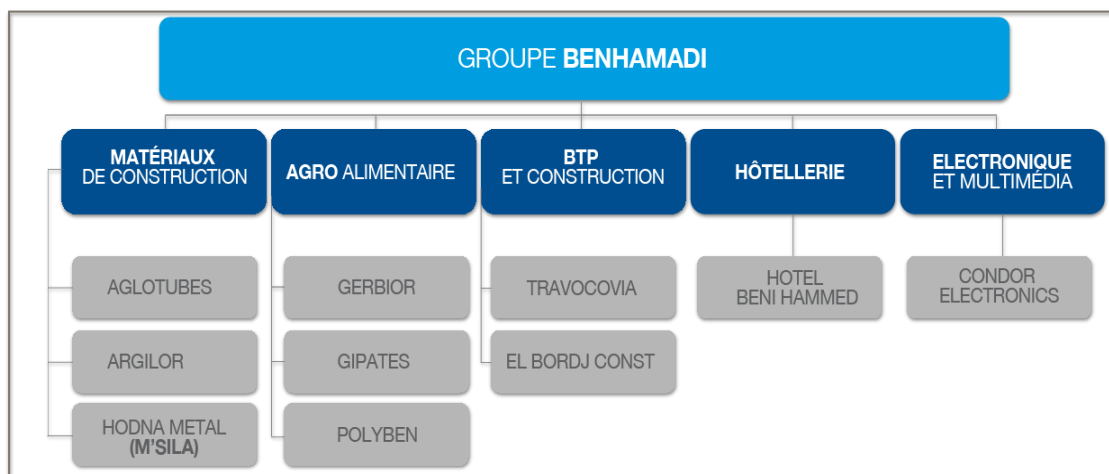 GROUPE BENHAMADI
MATÉRIAUX
DE CONSTRUCTION
AGRO ALIMENTAIRE
BTP
ET CONSTRUCTION
HÔTELLERIE
ELECTRONIQUE
ET MULTIMÉDIA
AGLOTUBES
GERBIOR
TRAVOCOVIA
HOTEL
BENI HAMMED
CONDOR
ELECTRONICS
ARGILOR
GIPATES
EL BORDJ CONST
HODNA METAL
(M'SILA)
POLYBEN